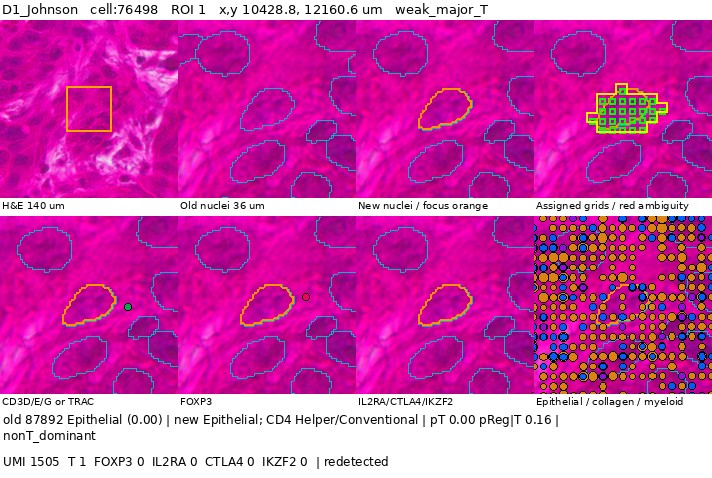 D1_Johnson   cell:76498   ROI 1   x,y 10428.8, 12160.6 um   weak_major_T
H&E 140 um
Old nuclei 36 um
New nuclei / focus orange
Assigned grids / red ambiguity
CD3D/E/G or TRAC
FOXP3
IL2RA/CTLA4/IKZF2
Epithelial / collagen / myeloid
old 87892 Epithelial (0.00) | new Epithelial; CD4 Helper/Conventional | pT 0.00 pReg|T 0.16 |
nonT_dominant
UMI 1505  T 1  FOXP3 0  IL2RA 0  CTLA4 0  IKZF2 0  | redetected